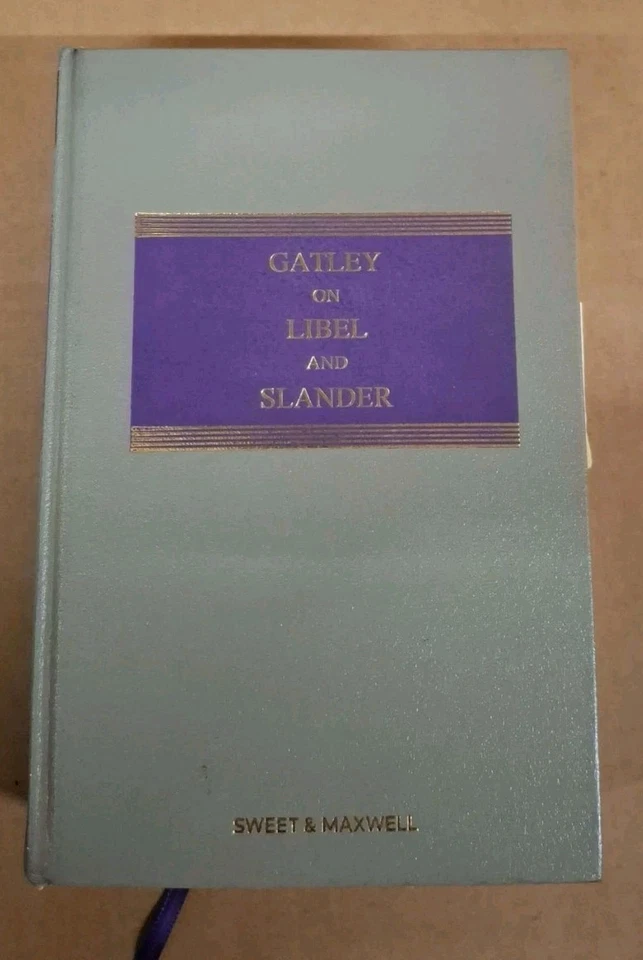 GATLEY
ON
LIBEL
AND
SLANDER
SWEET & MAXWELL